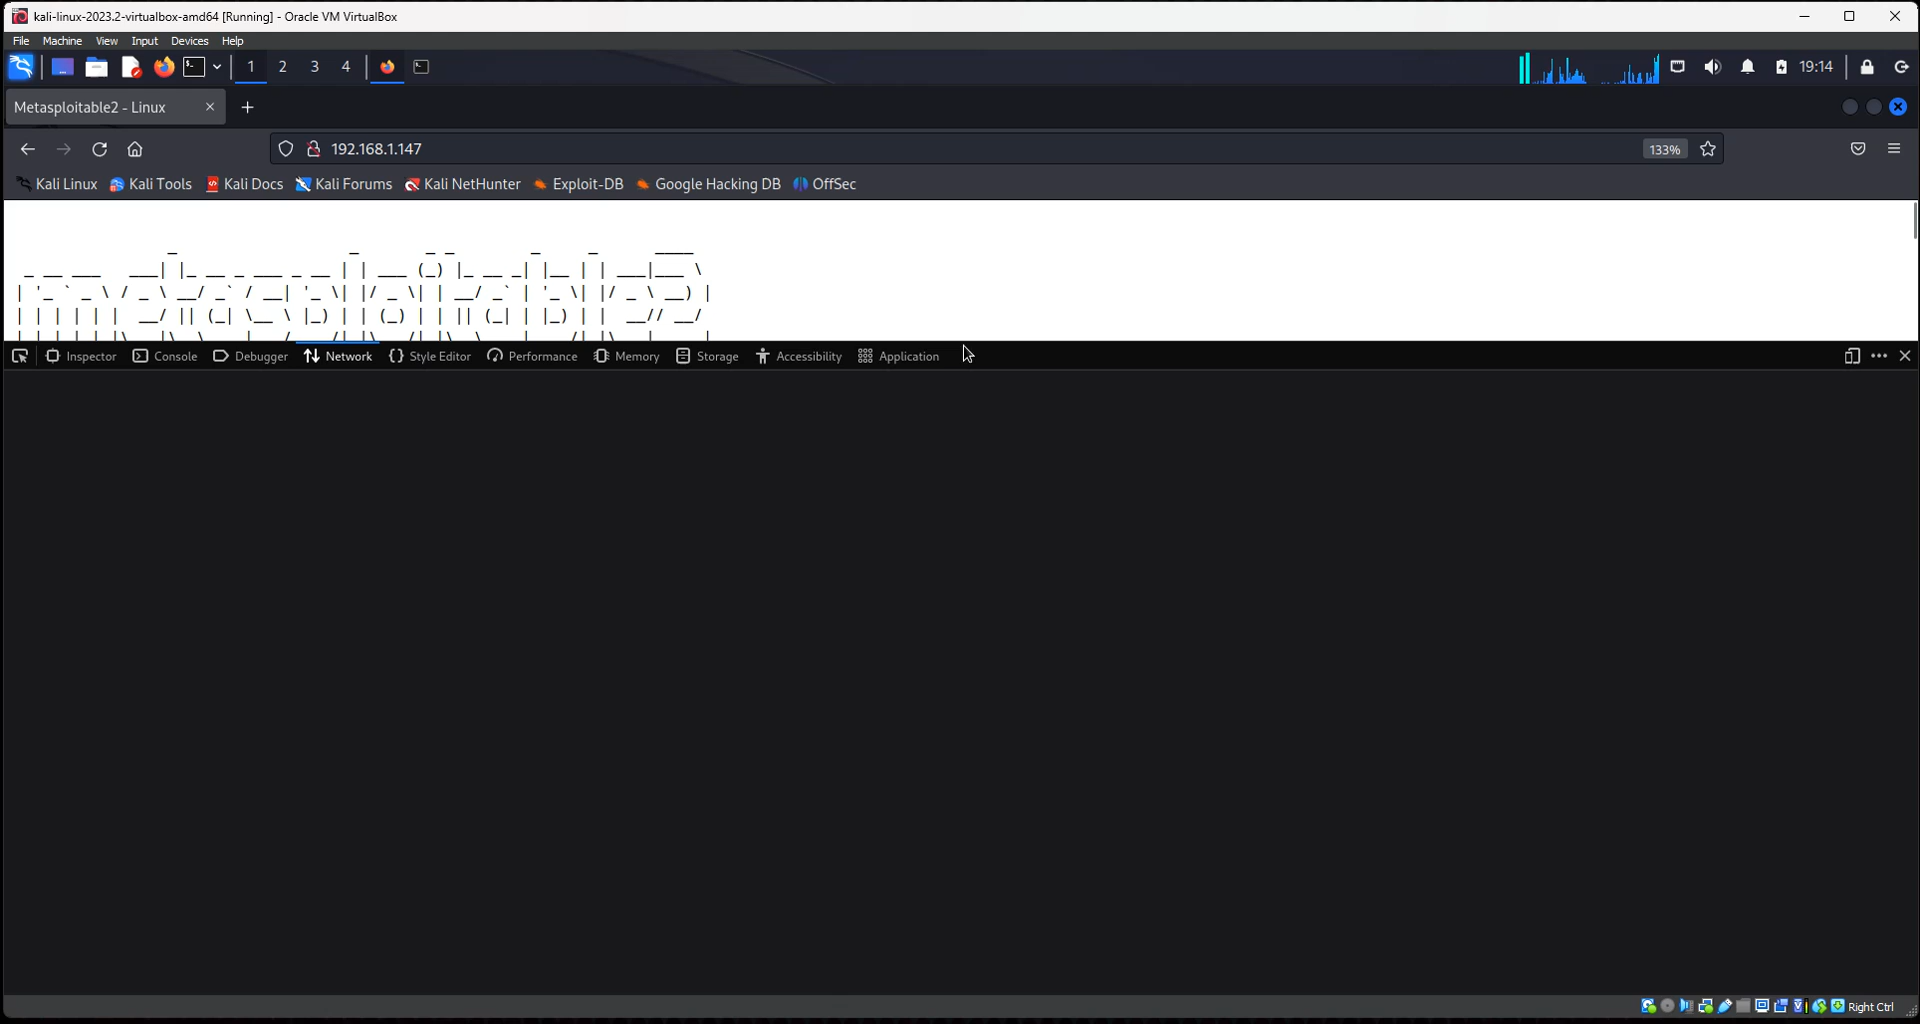 kali-linux-2023.2-virtualbox-amd64 [Running] - Oracle VM VirtualBox
File Machine View Input Devices Help
1 2 3 4 19:14
Metasploitable2 - Linux
192.168.1.147 133%
Kali Linux Kali Tools Kali Docs Kali Forums Kali NetHunter Exploit-DB Google Hacking DB OffSec
metasploitable2
Inspector Console Debugger Network Style Editor Performance Memory Storage Accessibility Application
Right Ctrl